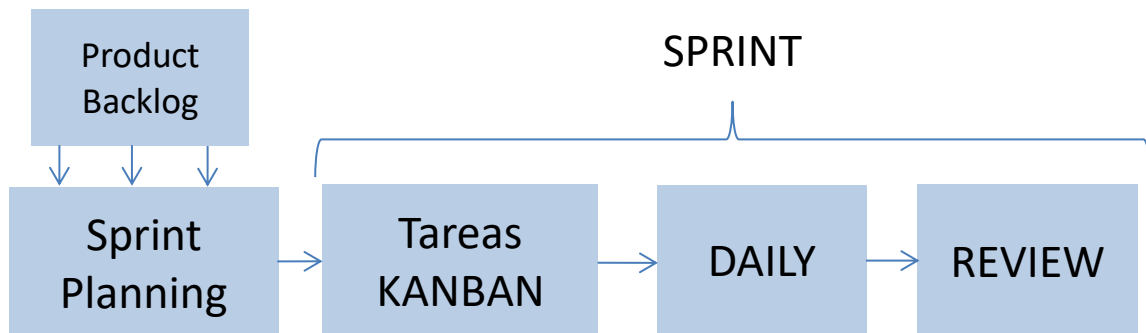 Product
Backlog
SPRINT
Sprint
Planning
Tareas
KANBAN
DAILY
REVIEW